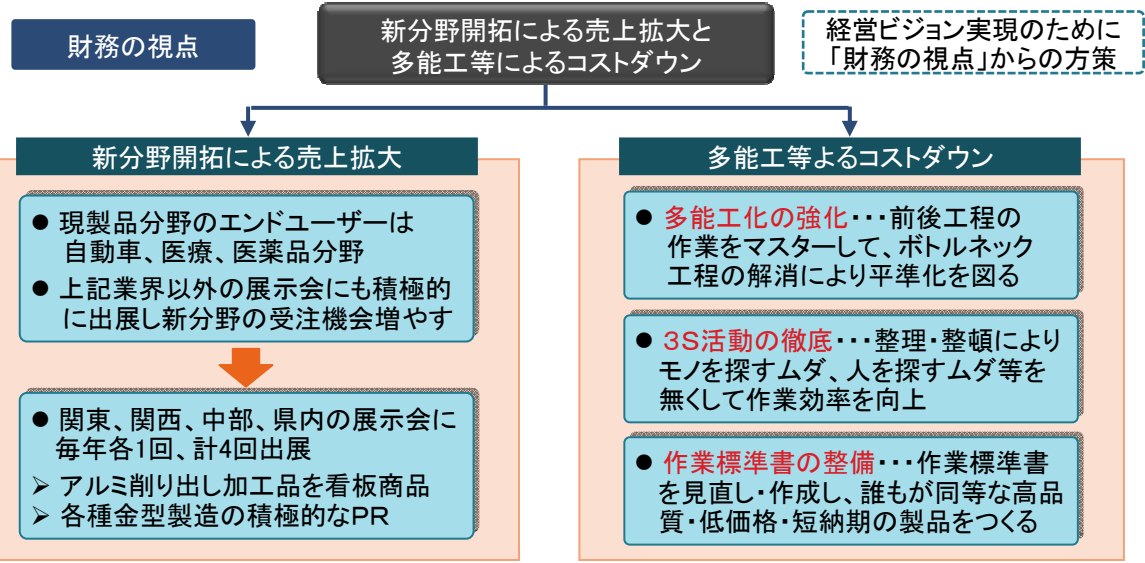 財務の視点
新分野開拓による売上拡大と
多能工等によるコストダウン
経営ビジョン実現のために
「財務の視点」からの方策
新分野開拓による売上拡大
● 現製品分野のエンドユーザーは
自動車、医療、医薬品分野
● 上記業界以外の展示会にも積極的
に出展し新分野の受注機会増やす
● 関東、関西、中部、県内の展示会に
毎年各1回、計4回出展
➢ アルミ削り出し加工品を看板商品
➢ 各種金型製造の積極的なPR
多能工等よるコストダウン
● 多能工化の強化・・・前後工程の
作業をマスターして、ボトルネック
工程の解消により平準化を図る
● 3S活動の徹底・・・整理・整頓により
モノを探すムダ、人を探すムダ等を
無くして作業効率を向上
● 作業標準書の整備・・・作業標準書
を見直し・作成し、誰もが同等な高品
質・低価格・短納期の製品をつくる